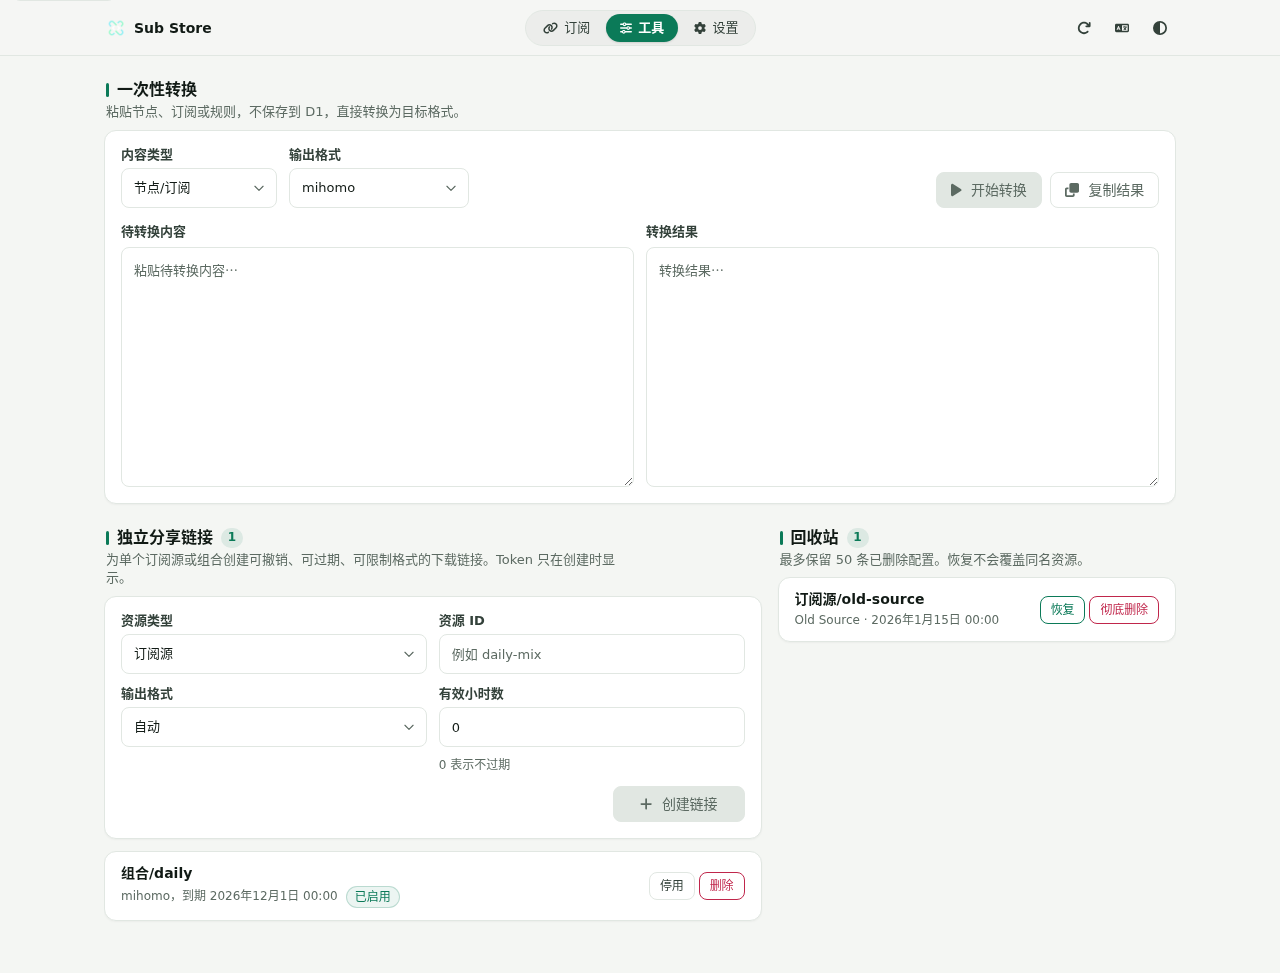 Sub Store
订阅
工具
设置
一次性转换
粘贴节点、订阅或规则，不保存到 D1，直接转换为目标格式。
内容类型
输出格式
节点/订阅
mihomo
开始转换
复制结果
待转换内容
转换结果
粘贴待转换内容…
转换结果…
独立分享链接 1
为单个订阅源或组合创建可撤销、可过期、可限制格式的下载链接。Token 只在创建时显
示。
资源类型
资源 ID
订阅源
例如 daily-mix
输出格式
有效小时数
自动
0
0 表示不过期
创建链接
组合/daily
mihomo，到期 2026年12月1日 00:00 已启用
停用
删除
回收站 1
最多保留 50 条已删除配置。恢复不会覆盖同名资源。
订阅源/old-source
Old Source · 2026年1月15日 00:00
恢复
彻底删除